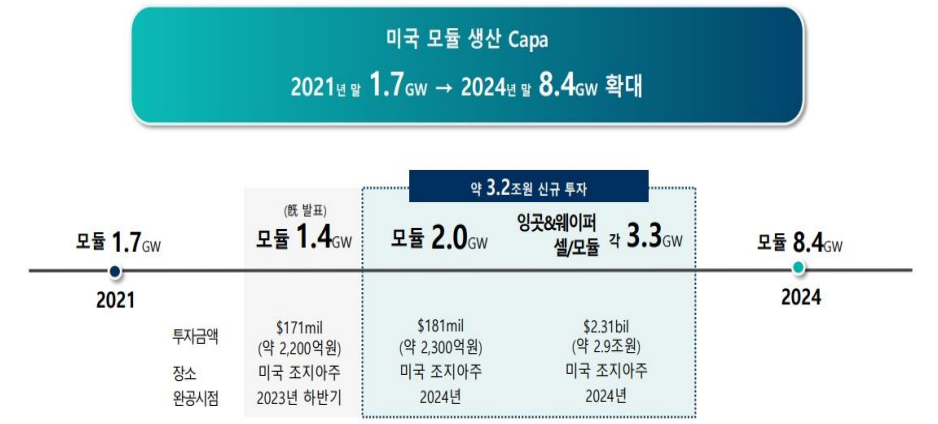 미국 모듈 생산 Capa
2021년 말 1.7GW → 2024년 말 8.4GW 확대
약 3.2조원 신규 투자
(旣 발표)
모듈 1.7GW
모듈 1.4GW
모듈 2.0GW
잉곳&웨이퍼
셀/모듈 각 3.3GW
모듈 8.4GW
2021
2024
투자금액
$171mil
(약 2,200억원)
$181mil
(약 2,300억원)
$2.31bil
(약 2.9조원)
장소
미국 조지아주
미국 조지아주
미국 조지아주
완공시점
2023년 하반기
2024년
2024년